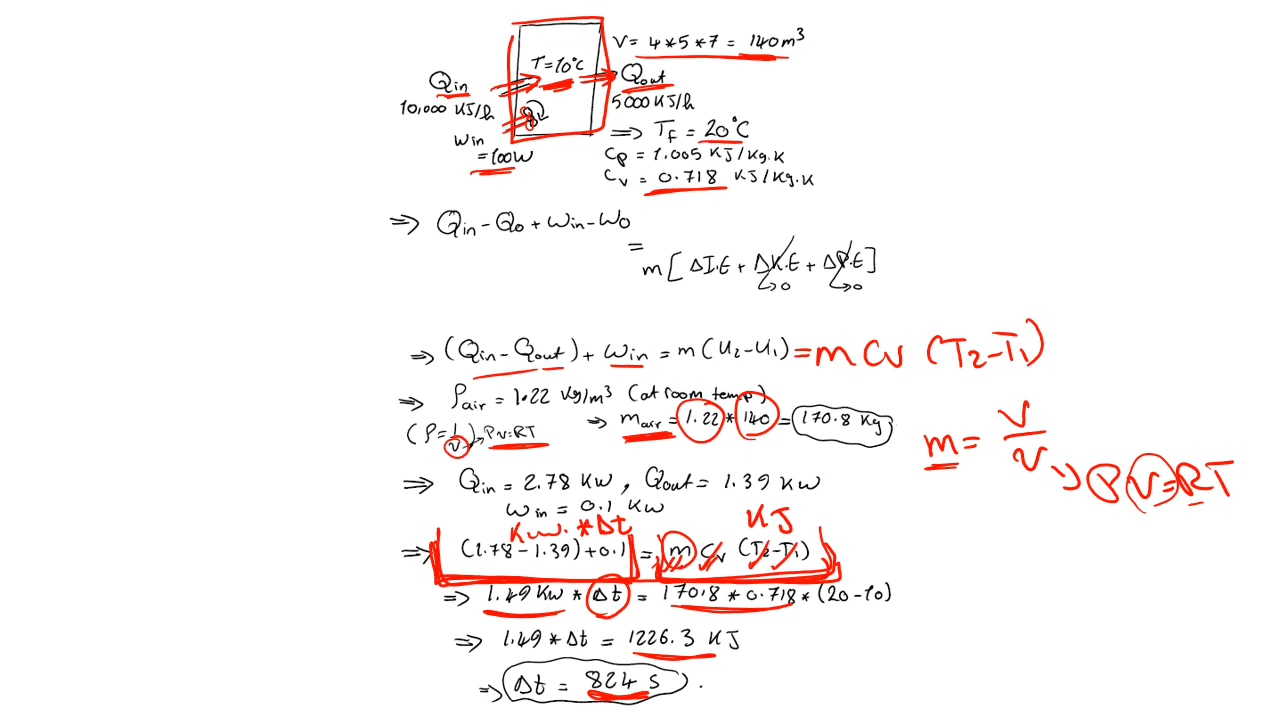 V= 4*5*7 = 140m³
T=10°C
Qin
10,000 KJ/h
Qout
5000KJ/h
Win
=100W
⇒ Tf = 20°C
Cp = 1.005 KJ/Kg.K
Cv = 0.718 KJ/Kg.K
⇒ Qin-Qo+Win-Wo
=
m[ΔI.E + ΔK.E + ΔP.E]
↳0 ↳0
⇒ (Qin-Qout)+Win = m(U2-U1) = m Cv (T2-T1)
⇒ ρair = 1.22 Kg/m³ (at room temp)
(ρ=1/v)→Pv=RT ⇒ mair = 1.22*140 = 170.8 Kg
m = V/v ⇒ Pv=RT
⇒ Qin = 2.78 KW, Qout = 1.39 KW
Win = 0.1 KW
KW. *Δt KJ
⇒ (2.78-1.39)+0.1 = m Cv (T2-T1)
⇒ 1.49 KW * Δt = 170.8*0.718*(20-10)
⇒ 1.49*Δt = 1226.3 KJ
⇒ Δt = 824 s.